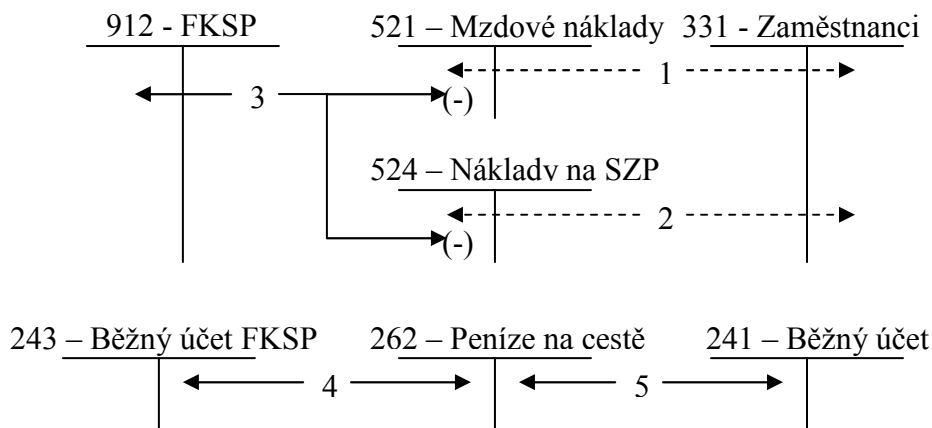 912 - FKSP 521 – Mzdové náklady 331 - Zaměstnanci
1
3 (-)
524 – Náklady na SZP
2
(-)
243 – Běžný účet FKSP 262 – Peníze na cestě 241 – Běžný účet
4 5